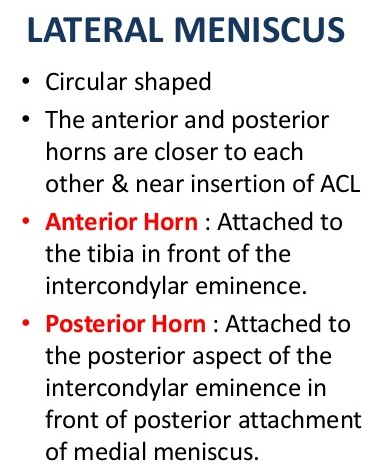 LATERAL MENISCUS
• Circular shaped
• The anterior and posterior
horns are closer to each
other & near insertion of ACL
• Anterior Horn : Attached to
the tibia in front of the
intercondylar eminence.
• Posterior Horn : Attached to
the posterior aspect of the
intercondylar eminence in
front of posterior attachment
of medial meniscus.